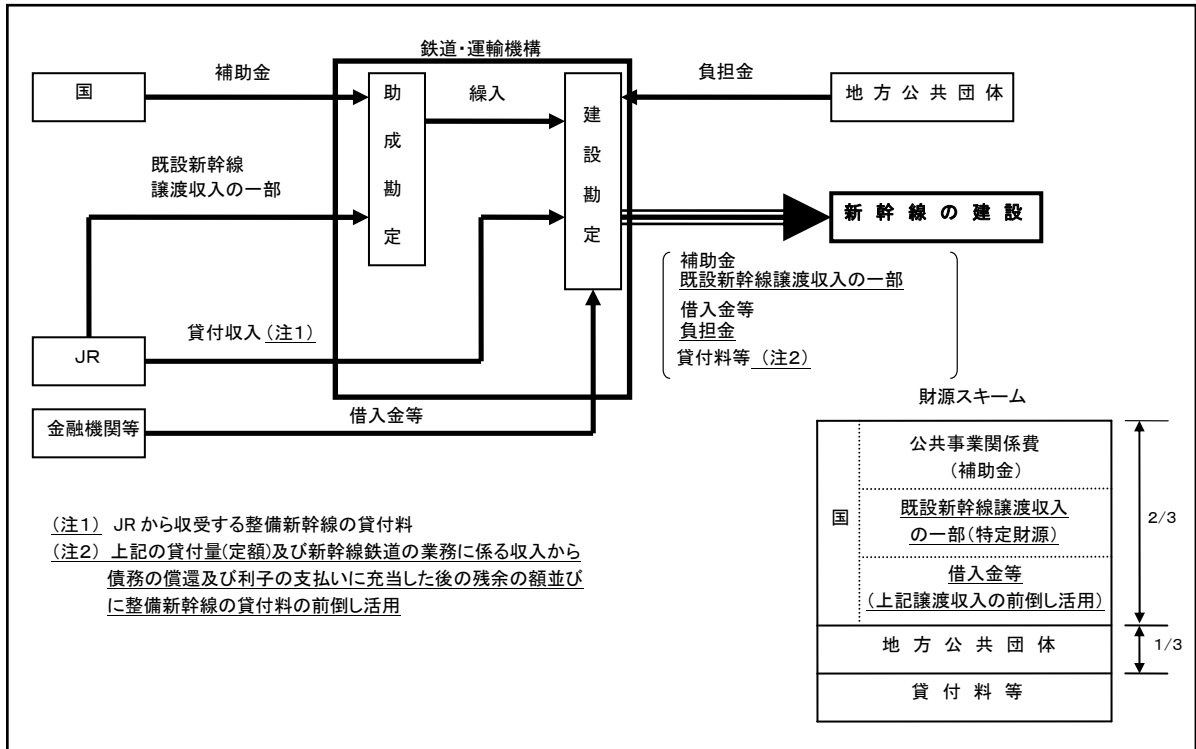 鉄道・運輸機構
国
補助金
助成勘定
繰入
建設勘定
負担金
地方公共団体
既設新幹線
譲渡収入の一部
新幹線の建設
補助金
既設新幹線譲渡収入の一部
借入金等
負担金
貸付料等（注２）
JR
貸付収入（注１）
金融機関等
借入金等
財源スキーム
国
公共事業関係費
（補助金）
既設新幹線譲渡収入
の一部（特定財源）
借入金等
（上記譲渡収入の前倒し活用）
2/3
地方公共団体
1/3
貸付料等
（注１） JRから収受する整備新幹線の貸付料
（注２） 上記の貸付量（定額）及び新幹線鉄道の業務に係る収入から
債務の償還及び利子の支払いに充当した後の残余の額並び
に整備新幹線の貸付料の前倒し活用